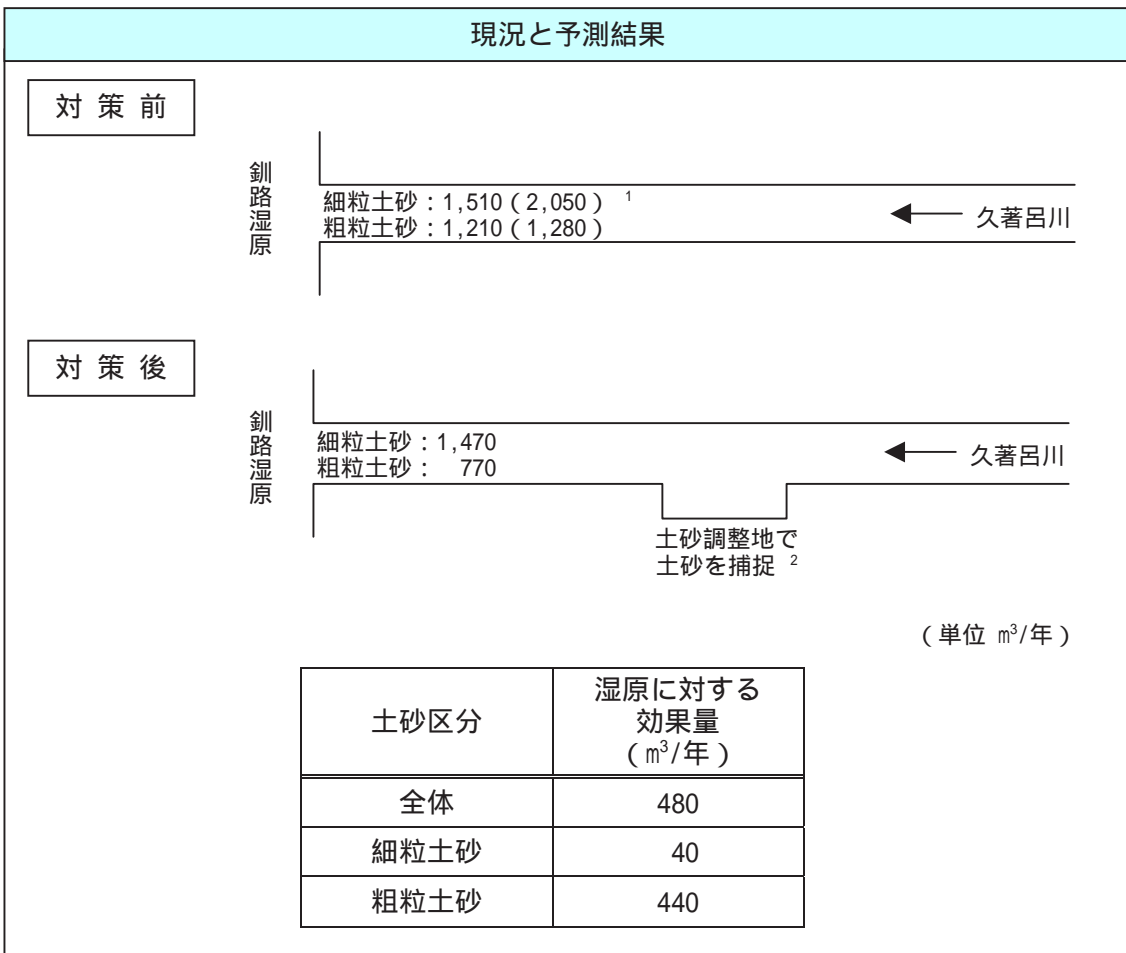 現況と予測結果
対 策 前
釧路湿原
細粒土砂：1,510（2,050） 1
粗粒土砂：1,210（1,280）
久著呂川
対 策 後
釧路湿原
細粒土砂：1,470
粗粒土砂： 770
久著呂川
土砂調整地で
土砂を捕捉 2
（単位 m³/年）
土砂区分
湿原に対する
効果量
（m³/年）
全体 480
細粒土砂 40
粗粒土砂 440